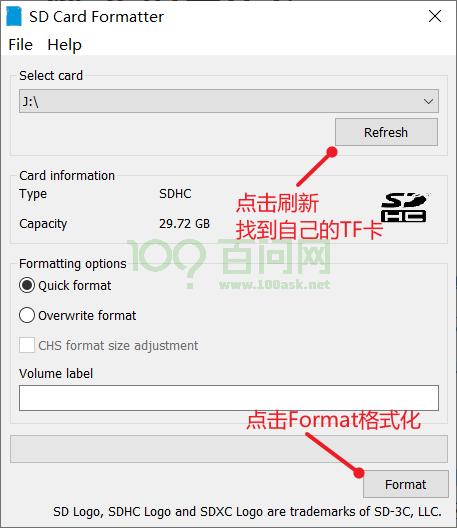 SD Card Formatter
File Help
Select card
J:\
Refresh
Card information
Type SDHC
Capacity 29.72 GB
SD
HC
点击刷新
找到自己的TF卡
100 百问网
www.100ask.net
Formatting options
Quick format
Overwrite format
CHS format size adjustment
Volume label
点击Format格式化
Format
SD Logo, SDHC Logo and SDXC Logo are trademarks of SD-3C, LLC.